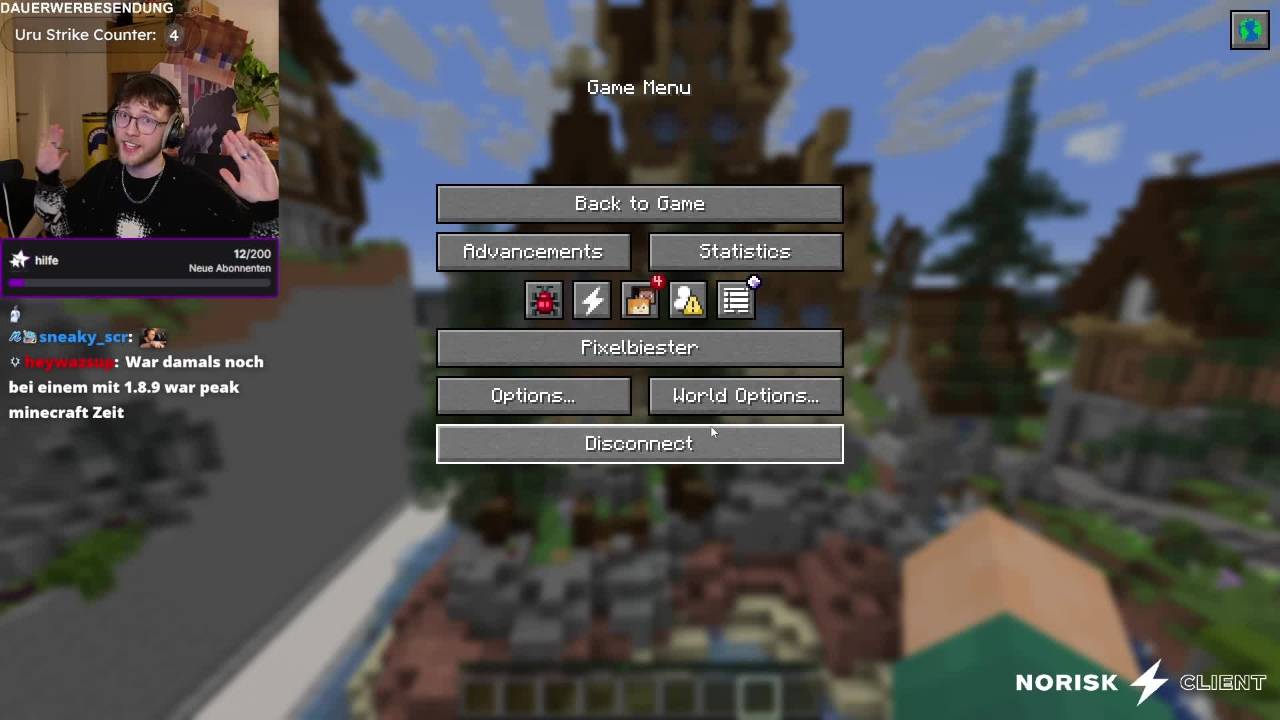 DAUERWERBESENDUNG
Uru Strike Counter: 4
hilfe
12/200
Neue Abonnenten
sneaky_scr:
heywazsup: War damals noch
bei einem mit 1.8.9 war peak
minecraft Zeit
Game Menu
Back to Game
Advancements
Statistics
4
Pixelbiester
Options...
World Options...
Disconnect
NORISK CLIENT